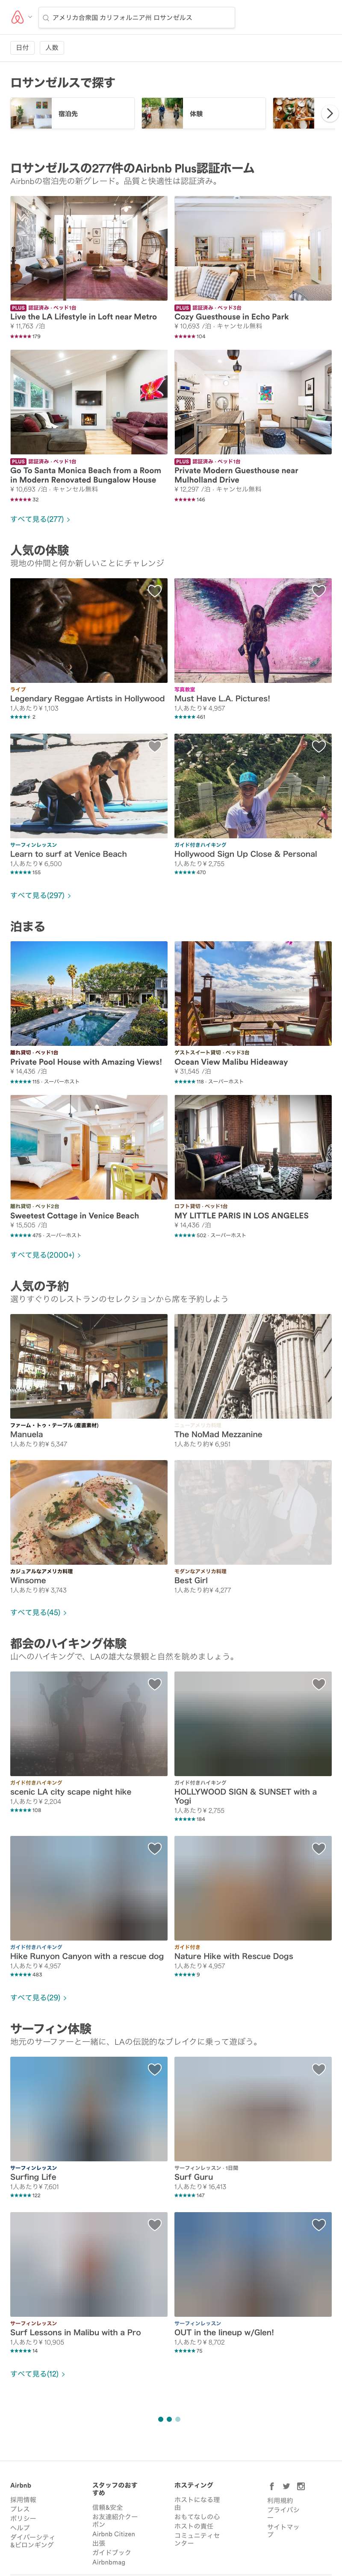 アメリカ合衆国 カリフォルニア州 ロサンゼルス
日付 人数
ロサンゼルスで探す
宿泊先
体験
ロサンゼルスの277件のAirbnb Plus認証ホーム
Airbnbの宿泊先の新グレード。品質と快適性は認証済み。
PLUS 認証済み · ベッド1台
Live the LA Lifestyle in Loft near Metro
¥ 11,763 /泊
★★★★★ 179
PLUS 認証済み · ベッド3台
Cozy Guesthouse in Echo Park
¥ 10,693 /泊 · キャンセル無料
★★★★★ 104
PLUS 認証済み · ベッド1台
Go To Santa Monica Beach from a Room
in Modern Renovated Bungalow House
¥ 10,693 /泊 · キャンセル無料
★★★★★ 32
PLUS 認証済み · ベッド1台
Private Modern Guesthouse near
Mulholland Drive
¥ 12,297 /泊 · キャンセル無料
★★★★★ 146
すべて見る(277)
人気の体験
現地の仲間と何か新しいことにチャレンジ
ライブ
Legendary Reggae Artists in Hollywood
1人あたり¥ 1,103
★★★★★ 2
写真教室
Must Have L.A. Pictures!
1人あたり¥ 4,957
★★★★★ 461
サーフィンレッスン
Learn to surf at Venice Beach
1人あたり¥ 6,500
★★★★★ 155
ガイド付きハイキング
Hollywood Sign Up Close & Personal
1人あたり¥ 2,755
★★★★★ 470
すべて見る(297)
泊まる
離れ貸切 · ベッド1台
Private Pool House with Amazing Views!
¥ 14,436 /泊
★★★★★ 115 · スーパーホスト
ゲストスイート貸切 · ベッド3台
Ocean View Malibu Hideaway
¥ 31,545 /泊
★★★★★ 118 · スーパーホスト
離れ貸切 · ベッド2台
Sweetest Cottage in Venice Beach
¥ 15,505 /泊
★★★★★ 475 · スーパーホスト
ロフト貸切 · ベッド1台
MY LITTLE PARIS IN LOS ANGELES
¥ 14,436 /泊
★★★★★ 502 · スーパーホスト
すべて見る(2000+)
人気の予約
選りすぐりのレストランのセレクションから席を予約しよう
ファーム・トゥ・テーブル (産直素材)
Manuela
1人あたり約¥ 5,347
The NoMad Mezzanine
1人あたり約¥ 6,951
カジュアルなアメリカ料理
Winsome
1人あたり約¥ 3,743
モダンなアメリカ料理
Best Girl
1人あたり約¥ 4,277
すべて見る(45)
都会のハイキング体験
山へのハイキングで、LAの雄大な景観と自然を眺めましょう。
ガイド付きハイキング
scenic LA city scape night hike
1人あたり¥ 2,204
★★★★★ 108
ガイド付きハイキング
HOLLYWOOD SIGN & SUNSET with a
Yogi
1人あたり¥ 2,755
★★★★★ 184
ガイド付きハイキング
Hike Runyon Canyon with a rescue dog
1人あたり¥ 4,957
★★★★★ 483
ガイド付き
Nature Hike with Rescue Dogs
1人あたり¥ 4,957
★★★★★ 9
すべて見る(29)
サーフィン体験
地元のサーファーと一緒に、LAの伝説的なブレイクに乗って遊ぼう。
サーフィンレッスン
Surfing Life
1人あたり¥ 7,601
★★★★★ 122
サーフィンレッスン · 1日間
Surf Guru
1人あたり¥ 16,413
★★★★★ 147
サーフィンレッスン
Surf Lessons in Malibu with a Pro
1人あたり¥ 10,905
★★★★★ 14
サーフィンレッスン
OUT in the lineup w/Glen!
1人あたり¥ 8,702
★★★★★ 75
すべて見る(12)
Airbnb
採用情報
プレス
ポリシー
ヘルプ
ダイバーシティ
&ビロンギング
スタッフのおす
すめ
信頼&安全
お友達紹介クー
ポン
Airbnb Citizen
出張
ガイドブック
Airbnbmag
ホスティング
ホストになる理
由
おもてなしの心
ホストの責任
コミュニティセ
ンター
利用規約
プライバシ
ー
サイトマッ
プ